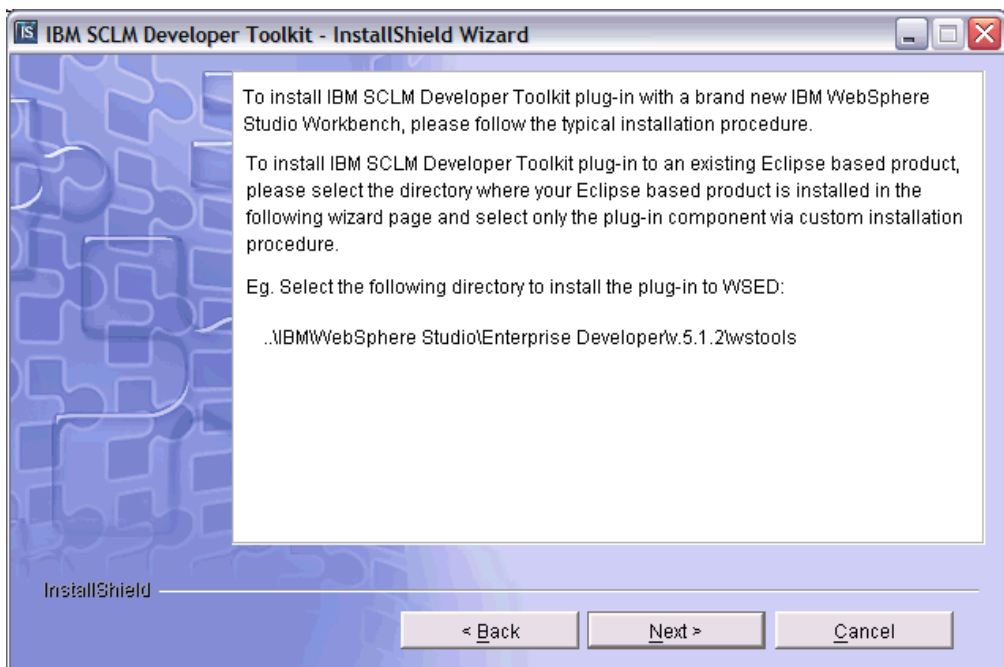 IBM SCLM Developer Toolkit - InstallShield Wizard
To install IBM SCLM Developer Toolkit plug-in with a brand new IBM WebSphere
Studio Workbench, please follow the typical installation procedure.
To install IBM SCLM Developer Toolkit plug-in to an existing Eclipse based product,
please select the directory where your Eclipse based product is installed in the
following wizard page and select only the plug-in component via custom installation
procedure.
Eg. Select the following directory to install the plug-in to WSED:
..\IBM\WebSphere Studio\Enterprise Developer\v.5.1.2\wstools
InstallShield
< Back
Next >
Cancel